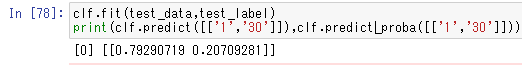 In [78]: clf.fit(test_data,test_label)
print(clf.predict([['1','30']]),clf.predict_proba([['1','30']]))
[0] [[0.79290719 0.20709281]]